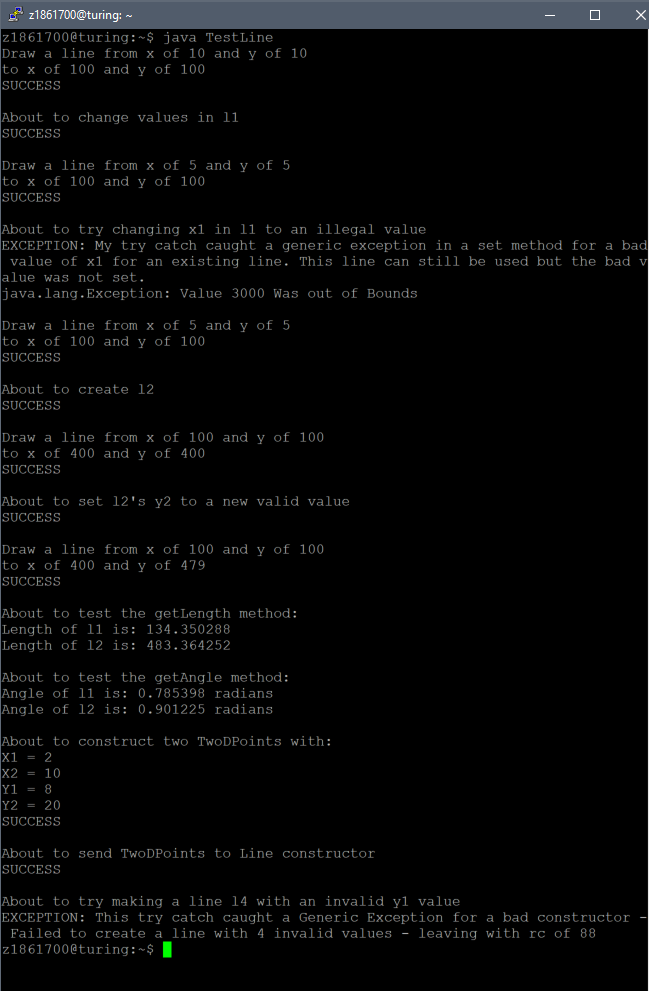 z1861700@turing: ~
z1861700@turing:~$ java TestLine
Draw a line from x of 10 and y of 10
to x of 100 and y of 100
SUCCESS
About to change values in l1
SUCCESS
Draw a line from x of 5 and y of 5
to x of 100 and y of 100
SUCCESS
About to try changing x1 in l1 to an illegal value
EXCEPTION: My try catch caught a generic exception in a set method for a bad
 value of x1 for an existing line. This line can still be used but the bad v
alue was not set.
java.lang.Exception: Value 3000 Was out of Bounds
Draw a line from x of 5 and y of 5
to x of 100 and y of 100
SUCCESS
About to create l2
SUCCESS
Draw a line from x of 100 and y of 100
to x of 400 and y of 400
SUCCESS
About to set l2's y2 to a new valid value
SUCCESS
Draw a line from x of 100 and y of 100
to x of 400 and y of 479
SUCCESS
About to test the getLength method:
Length of l1 is: 134.350288
Length of l2 is: 483.364252
About to test the getAngle method:
Angle of l1 is: 0.785398 radians
Angle of l2 is: 0.901225 radians
About to construct two TwoDPoints with:
X1 = 2
X2 = 10
Y1 = 8
Y2 = 20
SUCCESS
About to send TwoDPoints to Line constructor
SUCCESS
About to try making a line l4 with an invalid y1 value
EXCEPTION: This try catch caught a Generic Exception for a bad constructor -
 Failed to create a line with 4 invalid values - leaving with rc of 88
z1861700@turing:~$